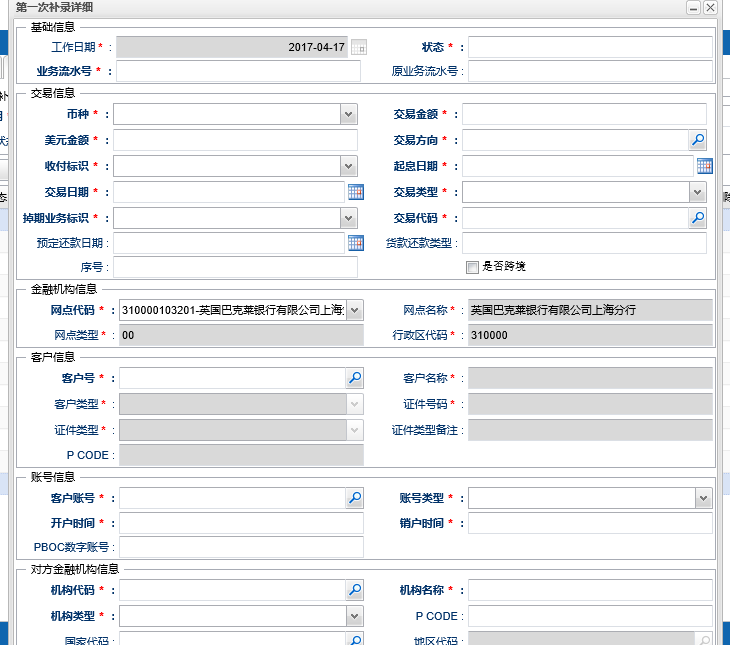 第一次补录详细
基础信息
工作日期 * : 2017-04-17 状态 * :
业务流水号 * : 原业务流水号 :
交易信息
币种 * : 交易金额 * :
美元金额 * : 交易方向 * :
收付标识 * : 起息日期 * :
交易日期 * : 交易类型 * :
掉期业务标识 * : 交易代码 * :
预定还款日期 : 货款还款类型 :
序号 : 是否跨境
金融机构信息
网点代码 * : 310000103201-英国巴克莱银行有限公司上海 网点名称 * : 英国巴克莱银行有限公司上海分行
网点类型 * : 00 行政区代码 * : 310000
客户信息
客户号 * : 客户名称 * :
客户类型 * : 证件号码 * :
证件类型 * : 证件类型备注 :
P CODE :
账号信息
客户账号 * : 账号类型 * :
开户时间 * : 销户时间 * :
PBOC数字账号 :
对方金融机构信息
机构代码 * : 机构名称 * :
机构类型 * : P CODE :
国家代码 : 地区代码 :